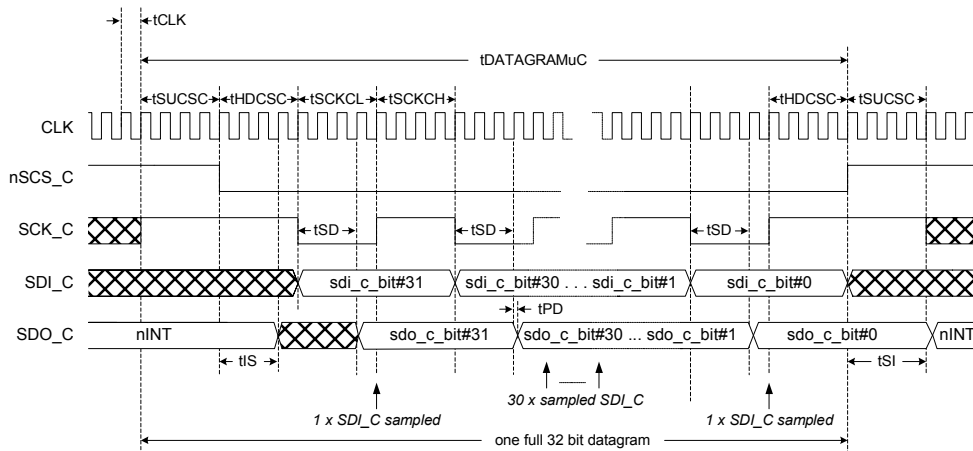 tCLK
tDATAGRAMuC
tSUCSC tHDCSC tSCKCL tSCKCH tHDCSC tSUCSC
CLK
nSCS_C
SCK_C tSD tSD tSD
SDI_C sdi_c_bit#31 sdi_c_bit#30 . . . sdi_c_bit#1 sdi_c_bit#0
tPD
SDO_C nINT sdo_c_bit#31 sdo_c_bit#30 ... sdo_c_bit#1 sdo_c_bit#0 nINT
tIS tSI
1 x SDI_C sampled 30 x sampled SDI_C 1 x SDI_C sampled
one full 32 bit datagram